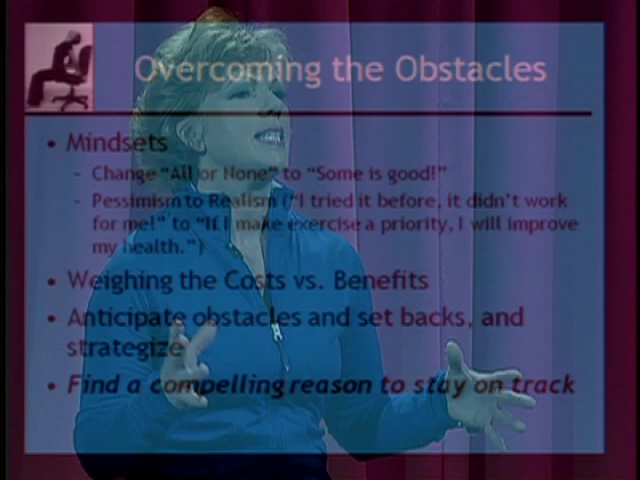 Overcoming the Obstacles
• Mindsets
- Change “All or None” to “Some is good!”
- Pessimism to Realism (“I tried it before, it didn’t work
for me!” to “If I make exercise a priority, I will improve
my health.”)
• Weighing the Costs vs. Benefits
• Anticipate obstacles and set backs, and
strategize
• Find a compelling reason to stay on track